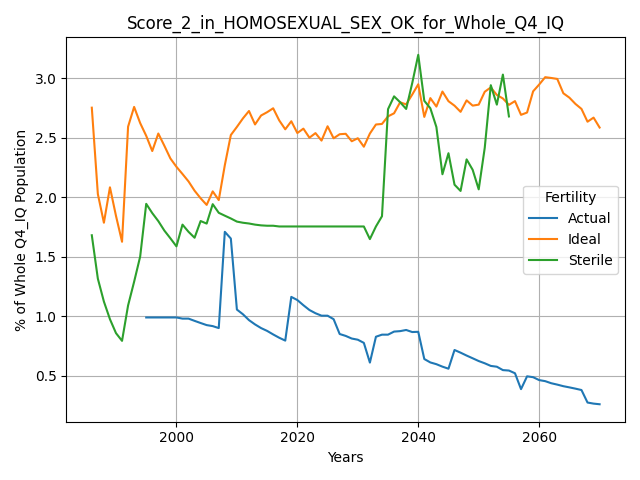 Score_2_in_HOMOSEXUAL_SEX_OK_for_Whole_Q4_IQ
% of Whole Q4_IQ Population
3.0
2.5
2.0
1.5
1.0
0.5
Fertility
Actual
Ideal
Sterile
2000 2020 2040 2060
Years